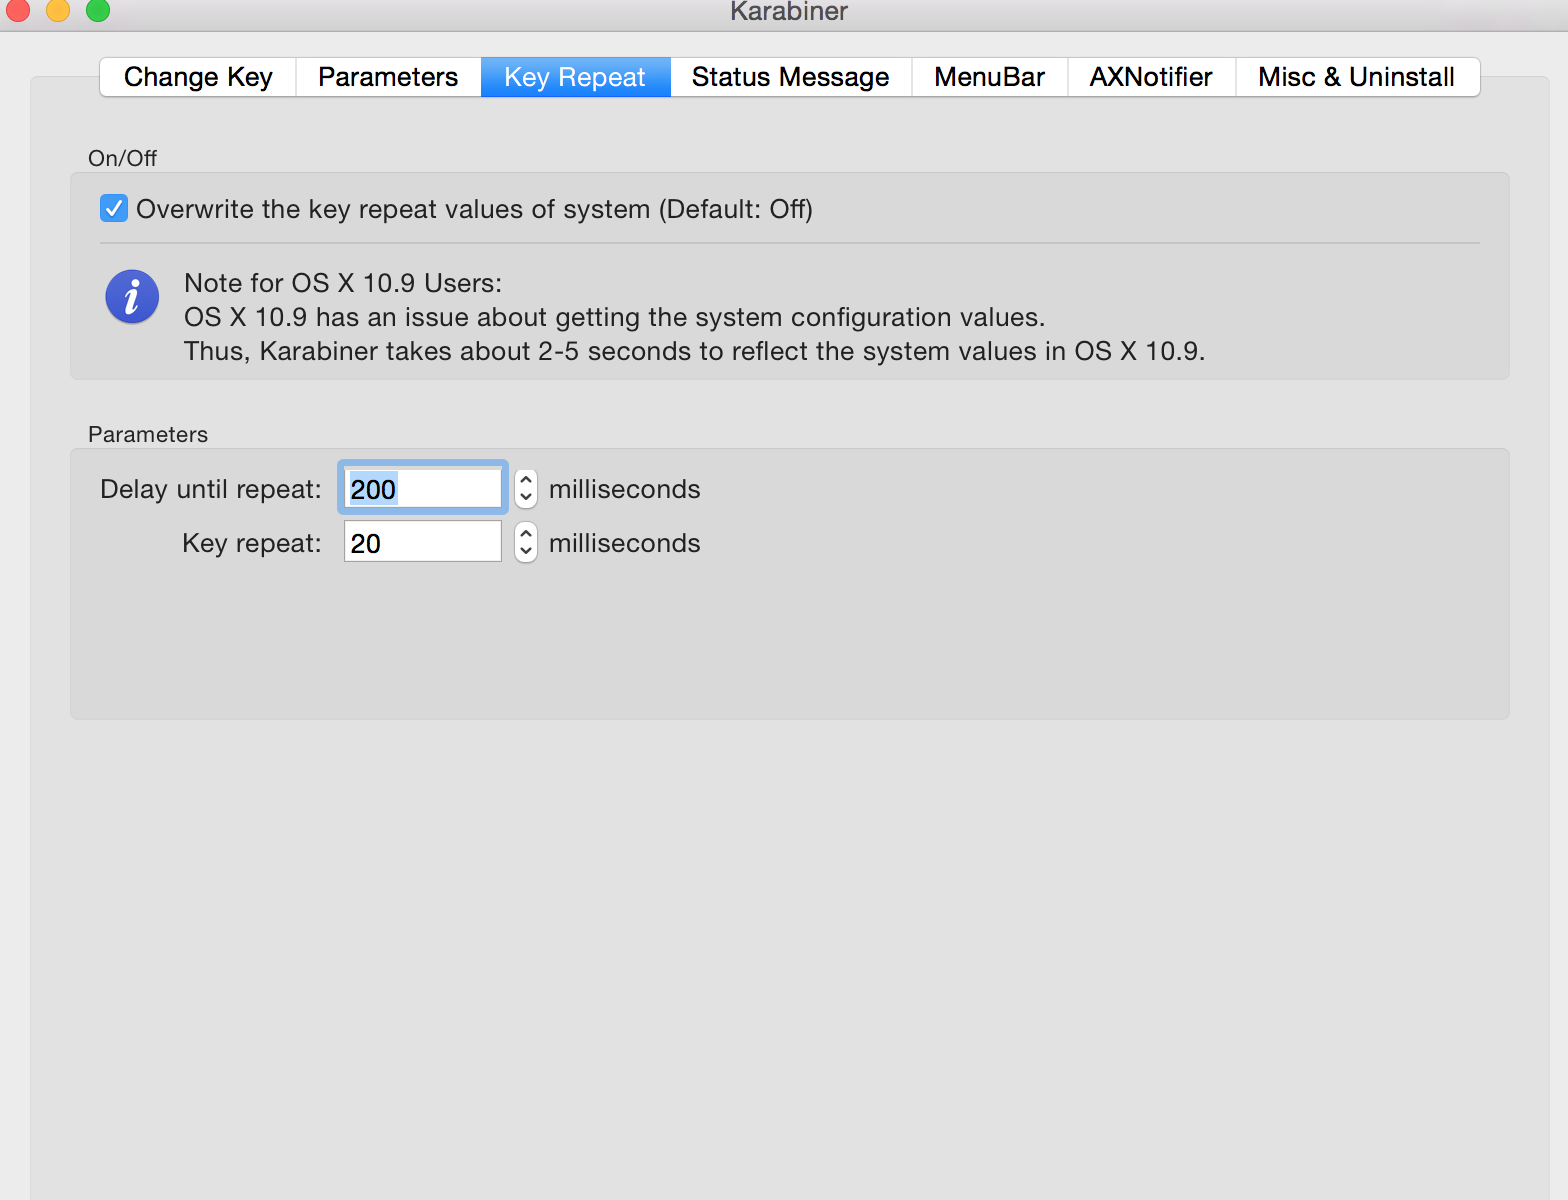 Karabiner
Change Key Parameters Key Repeat Status Message MenuBar AXNotifier Misc & Uninstall
On/Off
Overwrite the key repeat values of system (Default: Off)
Note for OS X 10.9 Users:
OS X 10.9 has an issue about getting the system configuration values.
Thus, Karabiner takes about 2-5 seconds to reflect the system values in OS X 10.9.
Parameters
Delay until repeat: 200 milliseconds
Key repeat: 20 milliseconds